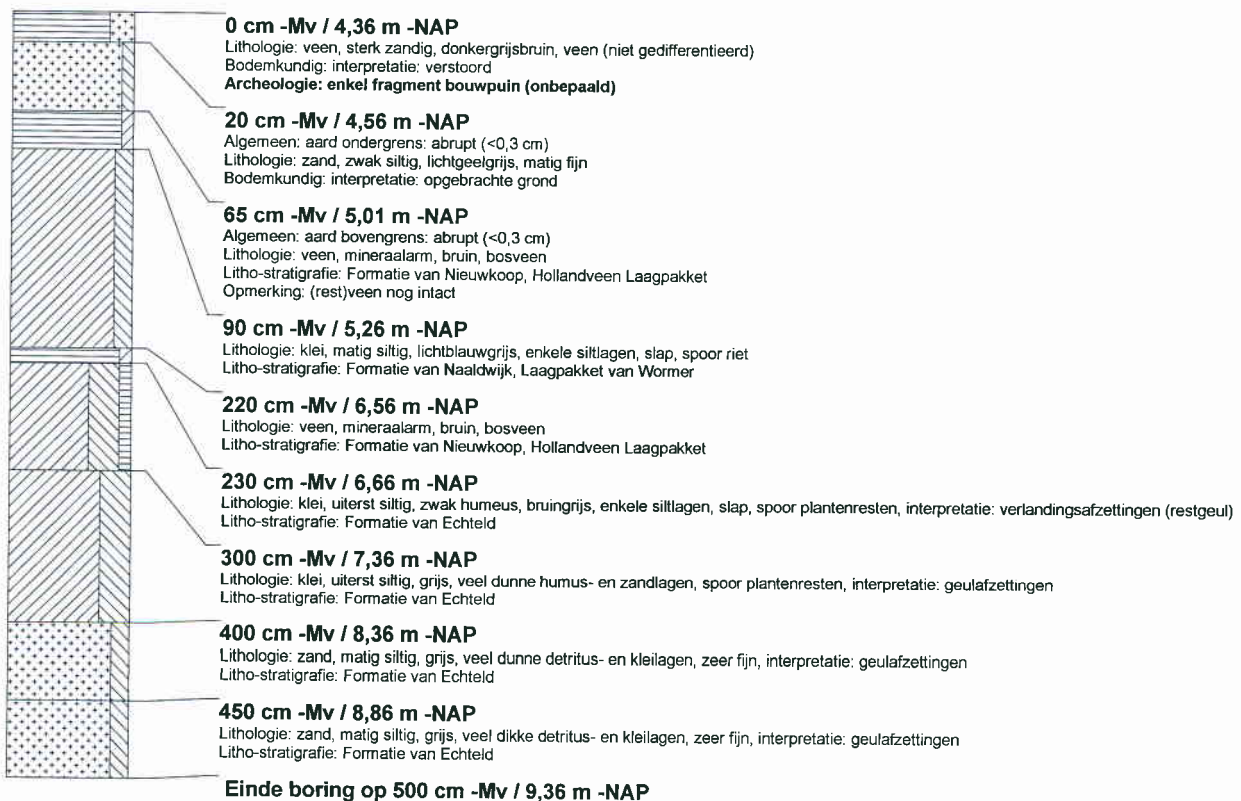 0 cm -Mv / 4,36 m -NAP
Lithologie: veen, sterk zandig, donkergrijsbruin, veen (niet gedifferentieerd)
Bodemkundig: interpretatie: verstoord
Archeologie: enkel fragment bouwpuin (onbepaald)
20 cm -Mv / 4,56 m -NAP
Algemeen: aard ondergrens: abrupt (<0,3 cm)
Lithologie: zand, zwak siltig, lichtgeelgrijs, matig fijn
Bodemkundig: interpretatie: opgebrachte grond
65 cm -Mv / 5,01 m -NAP
Algemeen: aard bovengrens: abrupt (<0,3 cm)
Lithologie: veen, mineraalarm, bruin, bosveen
Litho-stratigrafie: Formatie van Nieuwkoop, Hollandveen Laagpakket
Opmerking: (rest)veen nog intact
90 cm -Mv / 5,26 m -NAP
Lithologie: klei, matig siltig, lichtblauwgrijs, enkele siltlagen, slap, spoor riet
Litho-stratigrafie: Formatie van Naaldwijk, Laagpakket van Wormer
220 cm -Mv / 6,56 m -NAP
Lithologie: veen, mineraalarm, bruin, bosveen
Litho-stratigrafie: Formatie van Nieuwkoop, Hollandveen Laagpakket
230 cm -Mv / 6,66 m -NAP
Lithologie: klei, uiterst siltig, zwak humeus, bruingrijs, enkele siltlagen, slap, spoor plantenresten, interpretatie: verlandingsafzettingen (restgeul)
Litho-stratigrafie: Formatie van Echteld
300 cm -Mv / 7,36 m -NAP
Lithologie: klei, uiterst siltig, grijs, veel dunne humus- en zandlagen, spoor plantenresten, interpretatie: geulafzettingen
Litho-stratigrafie: Formatie van Echteld
400 cm -Mv / 8,36 m -NAP
Lithologie: zand, matig siltig, grijs, veel dunne detritus- en kleilagen, zeer fijn, interpretatie: geulafzettingen
Litho-stratigrafie: Formatie van Echteld
450 cm -Mv / 8,86 m -NAP
Lithologie: zand, matig siltig, grijs, veel dikke detritus- en kleilagen, zeer fijn, interpretatie: geulafzettingen
Litho-stratigrafie: Formatie van Echteld
Einde boring op 500 cm -Mv / 9,36 m -NAP